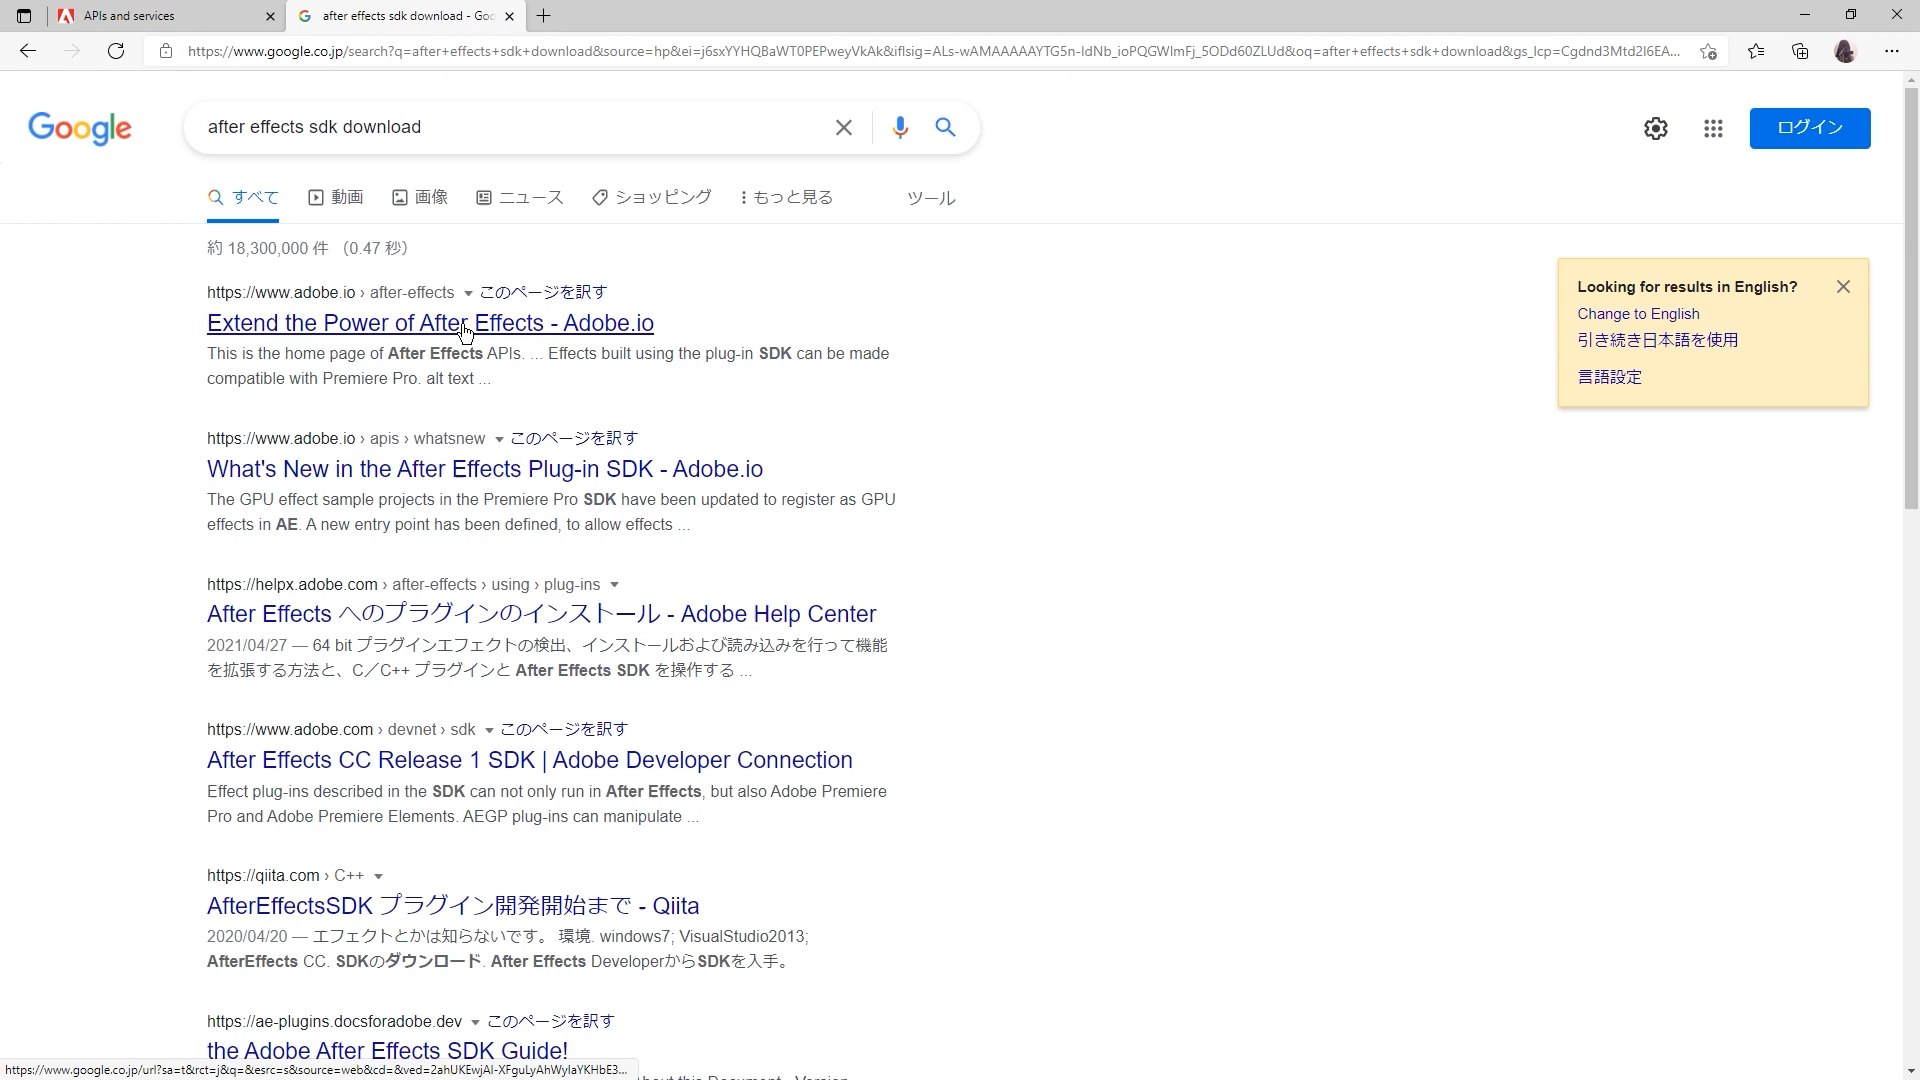 APIs and services
after effects sdk download - Goo
https://www.google.co.jp/search?q=after+effects+sdk+download&source=hp&ei=j6sxYYHQBaWT0PEPweyVkAk&iflsig=ALs-wAMAAAAAYTG5n-IdNb_ioPQGWlmFj_5ODd60ZLUd&oq=after+effects+sdk+download&gs_lcp=Cgdnd3Mtd2l6EA...
Google
after effects sdk download
ログイン
すべて 動画 画像 ニュース ショッピング もっと見る ツール
約 18,300,000 件 （0.47 秒）
https://www.adobe.io › after-effects このページを訳す
Extend the Power of After Effects - Adobe.io
This is the home page of After Effects APIs. ... Effects built using the plug-in SDK can be made
compatible with Premiere Pro. alt text ...
https://www.adobe.io › apis › whatsnew このページを訳す
What's New in the After Effects Plug-in SDK - Adobe.io
The GPU effect sample projects in the Premiere Pro SDK have been updated to register as GPU
effects in AE. A new entry point has been defined, to allow effects ...
https://helpx.adobe.com › after-effects › using › plug-ins
After Effects へのプラグインのインストール - Adobe Help Center
2021/04/27 — 64 bit プラグインエフェクトの検出、インストールおよび読み込みを行って機能
を拡張する方法と、C／C++ プラグインと After Effects SDK を操作する ...
https://www.adobe.com › devnet › sdk このページを訳す
After Effects CC Release 1 SDK | Adobe Developer Connection
Effect plug-ins described in the SDK can not only run in After Effects, but also Adobe Premiere
Pro and Adobe Premiere Elements. AEGP plug-ins can manipulate ...
https://qiita.com › C++
AfterEffectsSDK プラグイン開発開始まで - Qiita
2020/04/20 — エフェクトとかは知らないです。 環境. windows7; VisualStudio2013;
AfterEffects CC. SDKのダウンロード. After Effects DeveloperからSDKを入手。
https://ae-plugins.docsforadobe.dev このページを訳す
the Adobe After Effects SDK Guide!
Looking for results in English?
Change to English
引き続き日本語を使用
言語設定
https://www.google.co.jp/url?sa=t&rct=j&q=&esrc=s&source=web&cd=&ved=2ahUKEwjAl-XFguLyAhWylaYKHbE3...